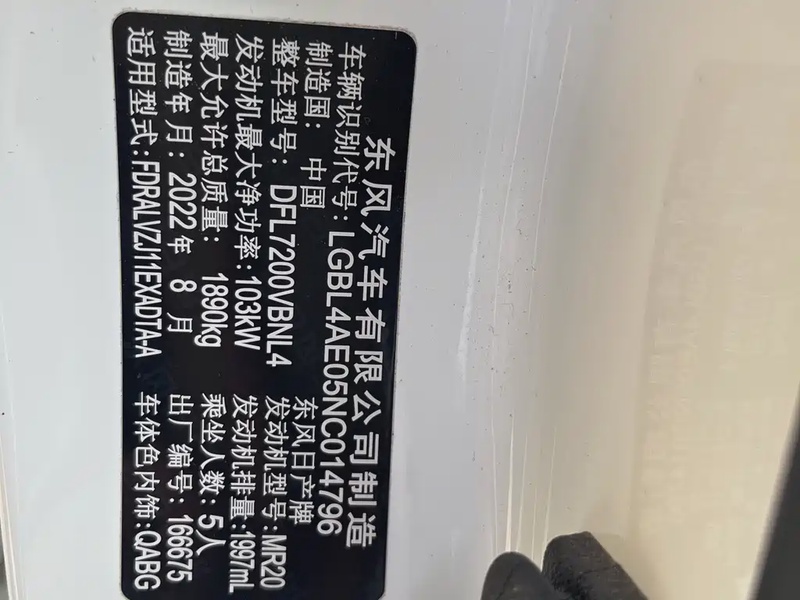 东风汽车有限公司制造
车辆识别代号:LGBL4AE05NC014796
制造国: 中国 东风日产牌
整车型号: DFL7200VBNL4 发动机型号:MR20
发动机最大净功率:103kW 发动机排量:1997mL
最大允许总质量: 1890kg 乘坐人数:5人
制造年月: 2022年 8 月 出厂编号: 166675
适用型式:FDRALVZJ11EXADTA-A 车体色内饰:QABG